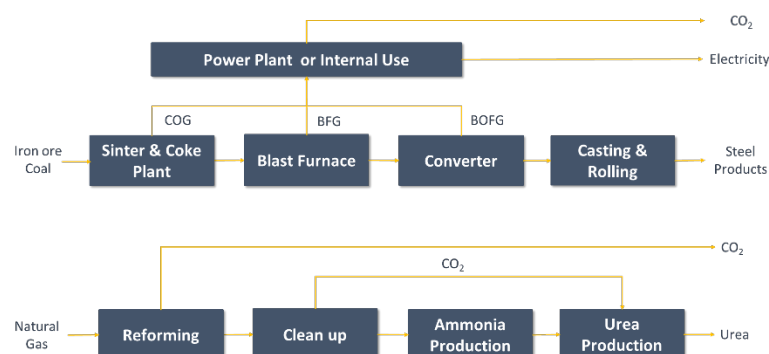 CO₂
Power Plant or Internal Use
Electricity
COG
BFG
BOFG
Iron ore
Coal
Sinter & Coke
Plant
Blast Furnace
Converter
Casting &
Rolling
Steel
Products
CO₂
CO₂
Natural
Gas
Reforming
Clean up
Ammonia
Production
Urea
Production
Urea